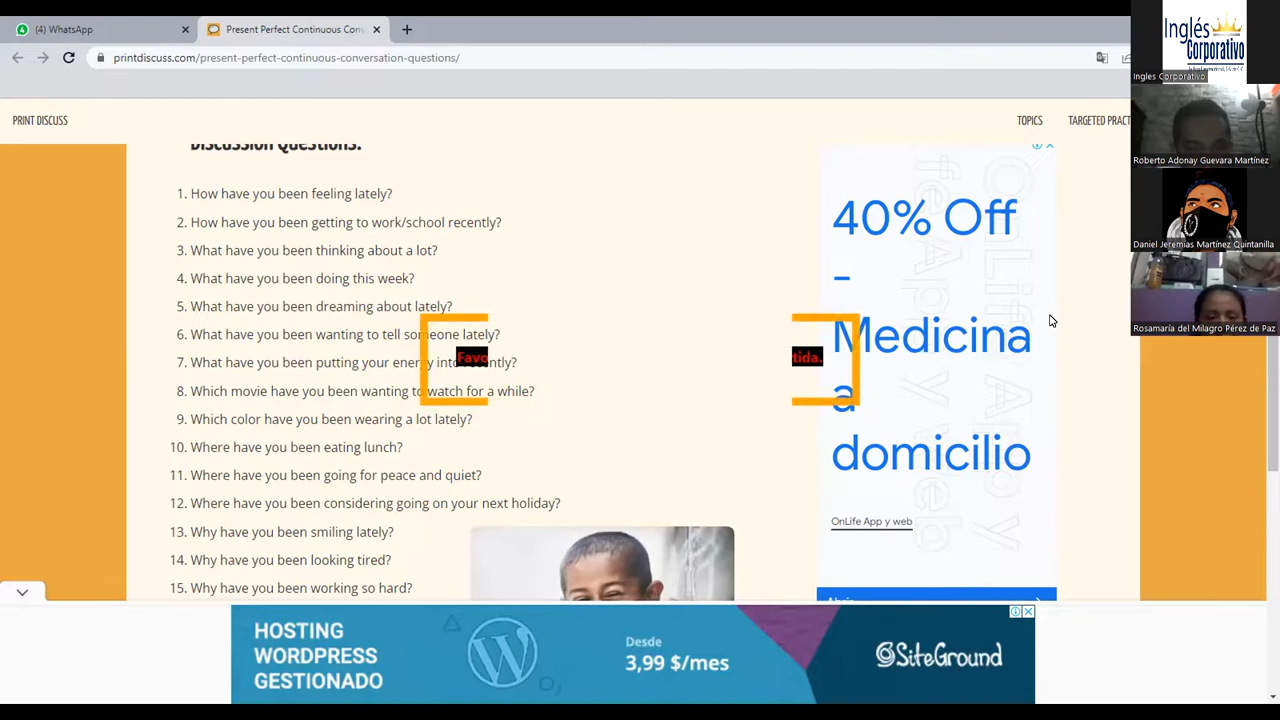 (4) WhatsApp
Present Perfect Continuous Con
printdiscuss.com/present-perfect-continuous-conversation-questions/
PRINT DISCUSS
TOPICS
TARGETED PRACT
Discussion Questions:
1. How have you been feeling lately?
2. How have you been getting to work/school recently?
3. What have you been thinking about a lot?
4. What have you been doing this week?
5. What have you been dreaming about lately?
6. What have you been wanting to tell someone lately?
7. What have you been putting your energy into recently?
8. Which movie have you been wanting to watch for a while?
9. Which color have you been wearing a lot lately?
10. Where have you been eating lunch?
11. Where have you been going for peace and quiet?
12. Where have you been considering going on your next holiday?
13. Why have you been smiling lately?
14. Why have you been looking tired?
15. Why have you been working so hard?
Favo
tida.
40% Off
-
Medicina
a
domicilio
OnLife App y web
HOSTING
WORDPRESS
GESTIONADO
Desde
3,99 $/mes
SiteGround
Inglés
Corporativo
Ingles Corporativo
Roberto Adonay Guevara Martínez
Daniel Jeremias Martínez Quintanilla
Rosamaría del Milagro Pérez de Paz